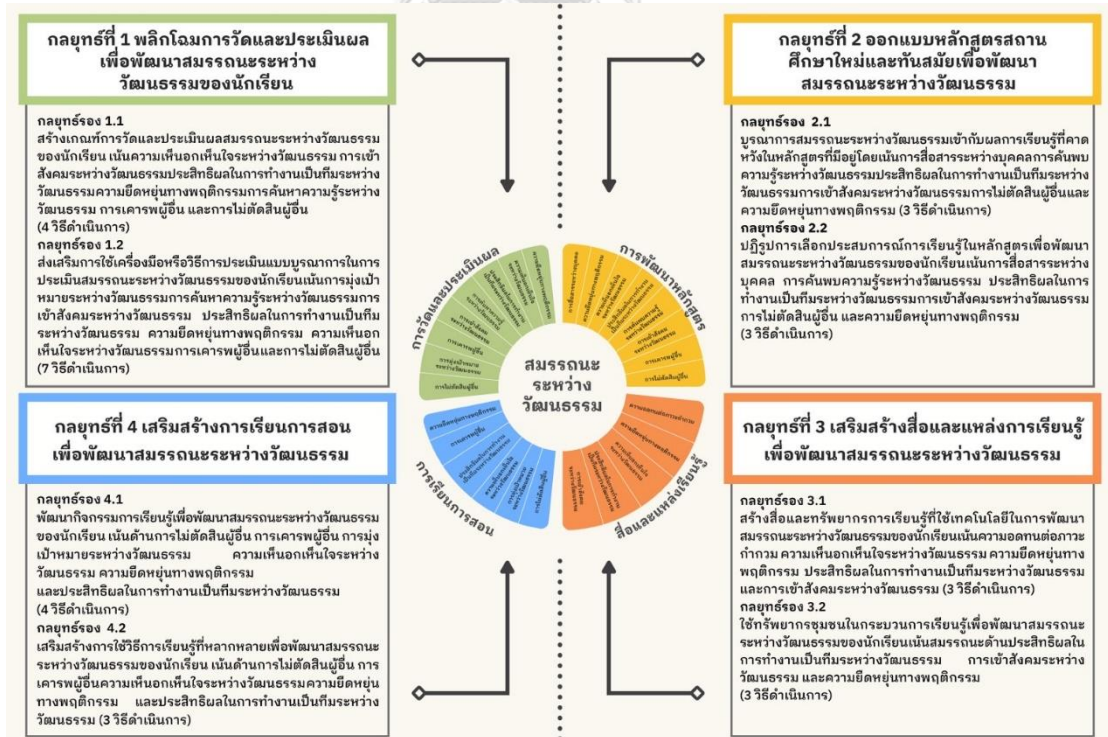 กลยุทธ์ที่ 1 พลิกโฉมการวัดและประเมินผล
เพื่อพัฒนาสมรรถนะระหว่าง
วัฒนธรรมของนักเรียน
กลยุทธ์รอง 1.1
สร้างเกณฑ์การวัดและประเมินผลสมรรถนะระหว่างวัฒนธรรม
ของนักเรียน เน้นความเห็นอกเห็นใจระหว่างวัฒนธรรม การเข้า
สังคมระหว่างวัฒนธรรมประสิทธิผลในการทำงานเป็นทีมระหว่าง
วัฒนธรรมความยืดหยุ่นทางพฤติกรรมการค้นหาความรู้ระหว่าง
วัฒนธรรม การเคารพผู้อื่น และการไม่ตัดสินผู้อื่น
(4 วิธีดำเนินการ)
กลยุทธ์รอง 1.2
ส่งเสริมการใช้เครื่องมือหรือวิธีการประเมินแบบบูรณาการในการ
ประเมินสมรรถนะระหว่างวัฒนธรรมของนักเรียนเน้นการมุ่งเป้า
หมายระหว่างวัฒนธรรมการค้นหาความรู้ระหว่างวัฒนธรรมการ
เข้าสังคมระหว่างวัฒนธรรม ประสิทธิผลในการทำงานเป็นทีม
ระหว่างวัฒนธรรม ความยืดหยุ่นทางพฤติกรรม ความเห็นอก
เห็นใจระหว่างวัฒนธรรมการเคารพผู้อื่นและการไม่ตัดสินผู้อื่น
(7 วิธีดำเนินการ)
กลยุทธ์ที่ 2 ออกแบบหลักสูตรสถาน
ศึกษาใหม่และทันสมัยเพื่อพัฒนา
สมรรถนะระหว่างวัฒนธรรม
กลยุทธ์รอง 2.1
บูรณาการสมรรถนะระหว่างวัฒนธรรมเข้ากับผลการเรียนรู้ที่คาด
หวังในหลักสูตรที่มีอยู่โดยเน้นการสื่อสารระหว่างบุคคลการค้นพบ
ความรู้ระหว่างวัฒนธรรมประสิทธิผลในการทำงานเป็นทีมระหว่าง
วัฒนธรรมการเข้าสังคมระหว่างวัฒนธรรมการไม่ตัดสินผู้อื่นและ
ความยืดหยุ่นทางพฤติกรรม (3 วิธีดำเนินการ)
กลยุทธ์รอง 2.2
ปฏิรูปการเลือกประสบการณ์การเรียนรู้ในหลักสูตรเพื่อพัฒนา
สมรรถนะระหว่างวัฒนธรรมของนักเรียนเน้นการสื่อสารระหว่าง
บุคคล การค้นพบความรู้ระหว่างวัฒนธรรม ประสิทธิผลในการ
ทำงานเป็นทีมระหว่างวัฒนธรรมการเข้าสังคมระหว่างวัฒนธรรม
การไม่ตัดสินผู้อื่น และความยืดหยุ่นทางพฤติกรรม
(3 วิธีดำเนินการ)
การวัดและประเมินผล
การพัฒนาหลักสูตร
สมรรถนะ
ระหว่าง
วัฒนธรรม
การเรียนการสอน
สื่อและแหล่งเรียนรู้
กลยุทธ์ที่ 4 เสริมสร้างการเรียนการสอน
เพื่อพัฒนาสมรรถนะระหว่างวัฒนธรรม
กลยุทธ์รอง 4.1
พัฒนากิจกรรมการเรียนรู้เพื่อพัฒนาสมรรถนะระหว่างวัฒนธรรม
ของนักเรียน เน้นด้านการไม่ตัดสินผู้อื่น การเคารพผู้อื่น การมุ่ง
เป้าหมายระหว่างวัฒนธรรม ความเห็นอกเห็นใจระหว่าง
วัฒนธรรม ความยืดหยุ่นทางพฤติกรรม
และประสิทธิผลในการทำงานเป็นทีมระหว่างวัฒนธรรม
(4 วิธีดำเนินการ)
กลยุทธ์รอง 4.2
เสริมสร้างการใช้วิธีการเรียนรู้ที่หลากหลายเพื่อพัฒนาสมรรถนะ
ระหว่างวัฒนธรรมของนักเรียน เน้นด้านการไม่ตัดสินผู้อื่น การ
เคารพผู้อื่นความเห็นอกเห็นใจระหว่างวัฒนธรรมความยืดหยุ่น
ทางพฤติกรรม และประสิทธิผลในการทำงานเป็นทีมระหว่าง
วัฒนธรรม (3 วิธีดำเนินการ)
กลยุทธ์ที่ 3 เสริมสร้างสื่อและแหล่งการเรียนรู้
เพื่อพัฒนาสมรรถนะระหว่างวัฒนธรรม
กลยุทธ์รอง 3.1
สร้างสื่อและทรัพยากรการเรียนรู้ที่ใช้เทคโนโลยีในการพัฒนา
สมรรถนะระหว่างวัฒนธรรมของนักเรียนเน้นความอดทนต่อภาวะ
กำกวม ความเห็นอกเห็นใจระหว่างวัฒนธรรม ความยืดหยุ่นทาง
พฤติกรรม ประสิทธิผลในการทำงานเป็นทีมระหว่างวัฒนธรรม
และการเข้าสังคมระหว่างวัฒนธรรม (3 วิธีดำเนินการ)
กลยุทธ์รอง 3.2
ใช้ทรัพยากรชุมชนในกระบวนการเรียนรู้เพื่อพัฒนาสมรรถนะ
ระหว่างวัฒนธรรมของนักเรียนเน้นสมรรถนะด้านประสิทธิผลใน
การทำงานเป็นทีมระหว่างวัฒนธรรม การเข้าสังคมระหว่าง
วัฒนธรรม และความยืดหยุ่นทางพฤติกรรม
(3 วิธีดำเนินการ)